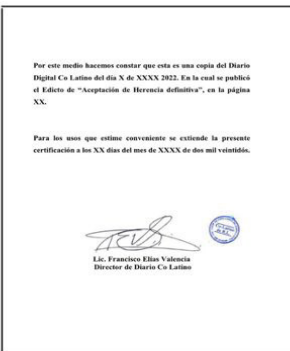 Por este medio hacemos constar que esta es una copia del Diario
Digital Co Latino del día X de XXXX 2022. En la cual se publicó
el Edicto de “Aceptación de Herencia definitiva”, en la página
XX.
Para los usos que estime conveniente se extiende la presente
certificación a los XX días del mes de XXXX de dos mil veintidós.
Lic. Francisco Elías Valencia
Director de Diario Co Latino